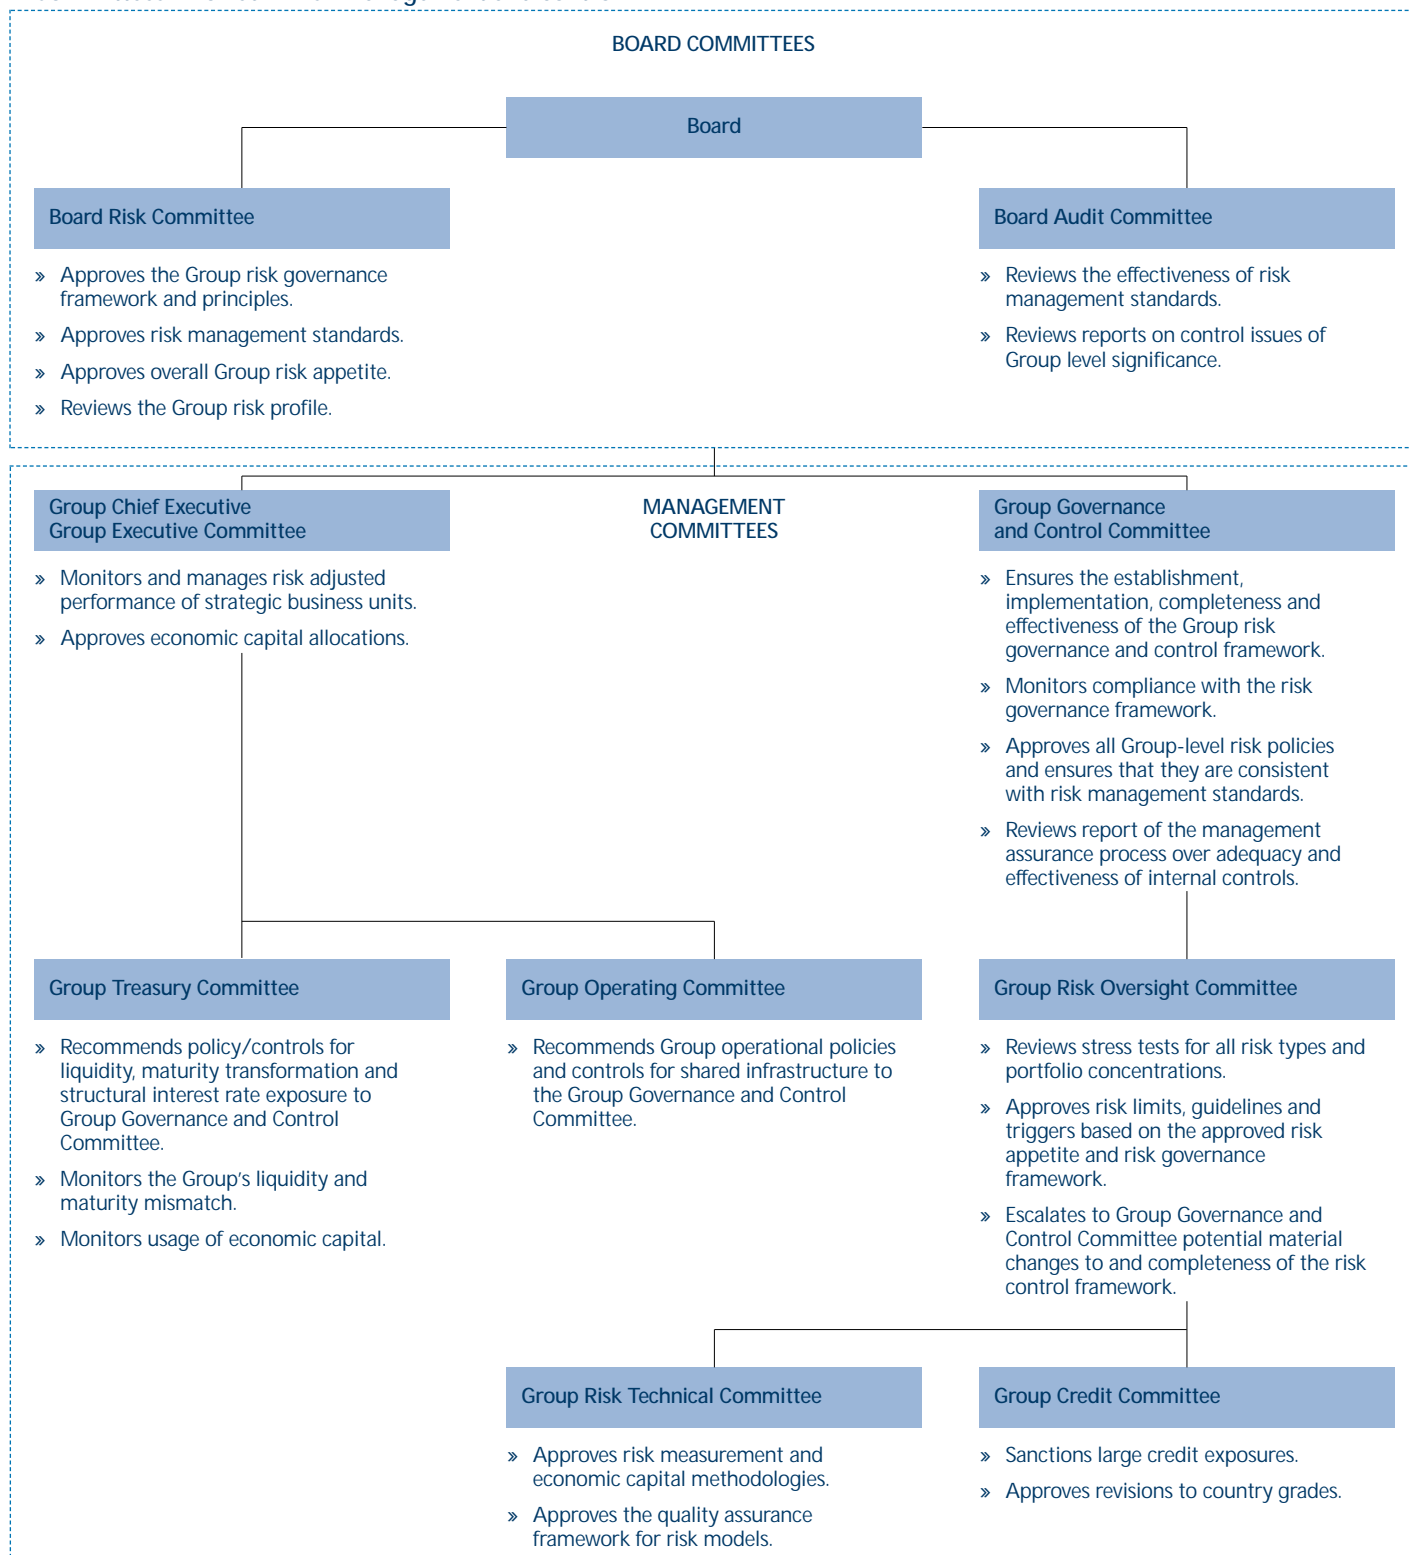 BOARD COMMITTEES
Board
Board Risk Committee
» Approves the Group risk governance
framework and principles.
» Approves risk management standards.
» Approves overall Group risk appetite.
» Reviews the Group risk profile.
Board Audit Committee
» Reviews the effectiveness of risk
management standards.
» Reviews reports on control issues of
Group level significance.
MANAGEMENT
COMMITTEES
Group Chief Executive
Group Executive Committee
» Monitors and manages risk adjusted
performance of strategic business units.
» Approves economic capital allocations.
Group Governance
and Control Committee
» Ensures the establishment,
implementation, completeness and
effectiveness of the Group risk
governance and control framework.
» Monitors compliance with the risk
governance framework.
» Approves all Group-level risk policies
and ensures that they are consistent
with risk management standards.
» Reviews report of the management
assurance process over adequacy and
effectiveness of internal controls.
Group Treasury Committee
» Recommends policy/controls for
liquidity, maturity transformation and
structural interest rate exposure to
Group Governance and Control
Committee.
» Monitors the Group's liquidity and
maturity mismatch.
» Monitors usage of economic capital.
Group Operating Committee
» Recommends Group operational policies
and controls for shared infrastructure to
the Group Governance and Control
Committee.
Group Risk Oversight Committee
» Reviews stress tests for all risk types and
portfolio concentrations.
» Approves risk limits, guidelines and
triggers based on the approved risk
appetite and risk governance
framework.
» Escalates to Group Governance and
Control Committee potential material
changes to and completeness of the risk
control framework.
Group Risk Technical Committee
» Approves risk measurement and
economic capital methodologies.
» Approves the quality assurance
framework for risk models.
Group Credit Committee
» Sanctions large credit exposures.
» Approves revisions to country grades.